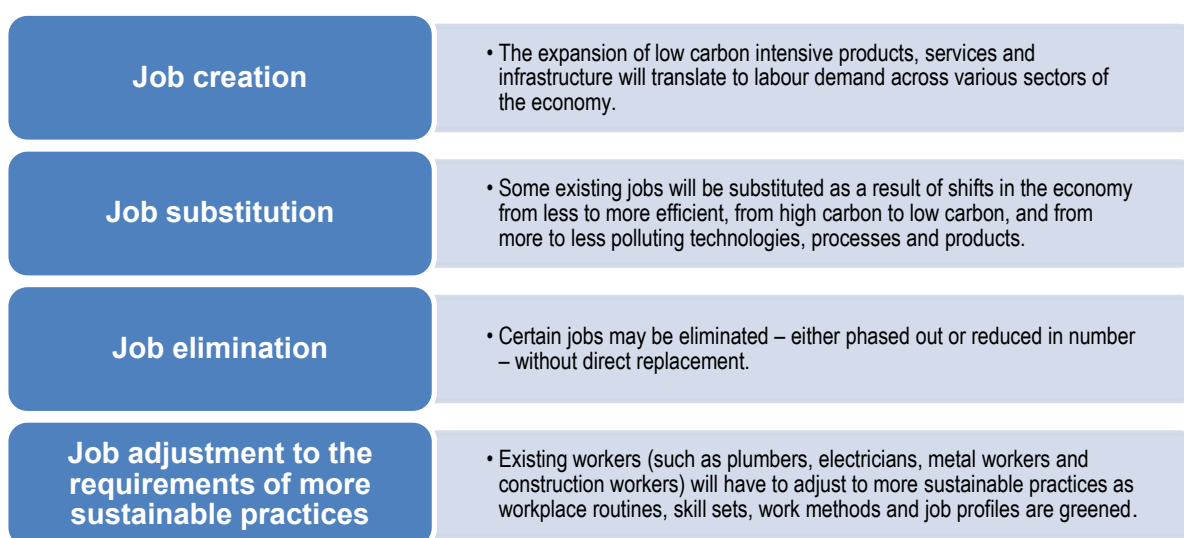 Job creation
• The expansion of low carbon intensive products, services and
infrastructure will translate to labour demand across various sectors of
the economy.
Job substitution
• Some existing jobs will be substituted as a result of shifts in the economy
from less to more efficient, from high carbon to low carbon, and from
more to less polluting technologies, processes and products.
Job elimination
• Certain jobs may be eliminated – either phased out or reduced in number
– without direct replacement.
Job adjustment to the
requirements of more
sustainable practices
• Existing workers (such as plumbers, electricians, metal workers and
construction workers) will have to adjust to more sustainable practices as
workplace routines, skill sets, work methods and job profiles are greened.